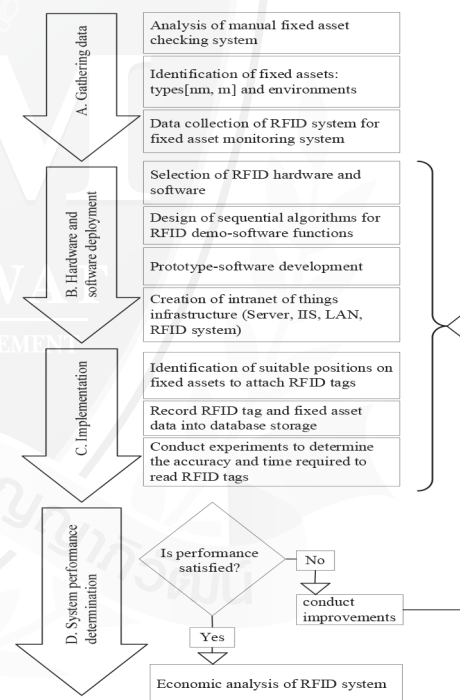 A. Gathering data
Analysis of manual fixed asset
checking system
Identification of fixed assets:
types[nm, m] and environments
Data collection of RFID system for
fixed asset monitoring system
B. Hardware and
software deployment
Selection of RFID hardware and
software
Design of sequential algorithms for
RFID demo-software functions
Prototype-software development
Creation of intranet of things
infrastructure (Server, IIS, LAN,
RFID system)
C. Implementation
Identification of suitable positions on
fixed assets to attach RFID tags
Record RFID tag and fixed asset
data into database storage
Conduct experiments to determine
the accuracy and time required to
read RFID tags
D. System performance
determination
Is performance
satisfied?
No
conduct
improvements
Yes
Economic analysis of RFID system